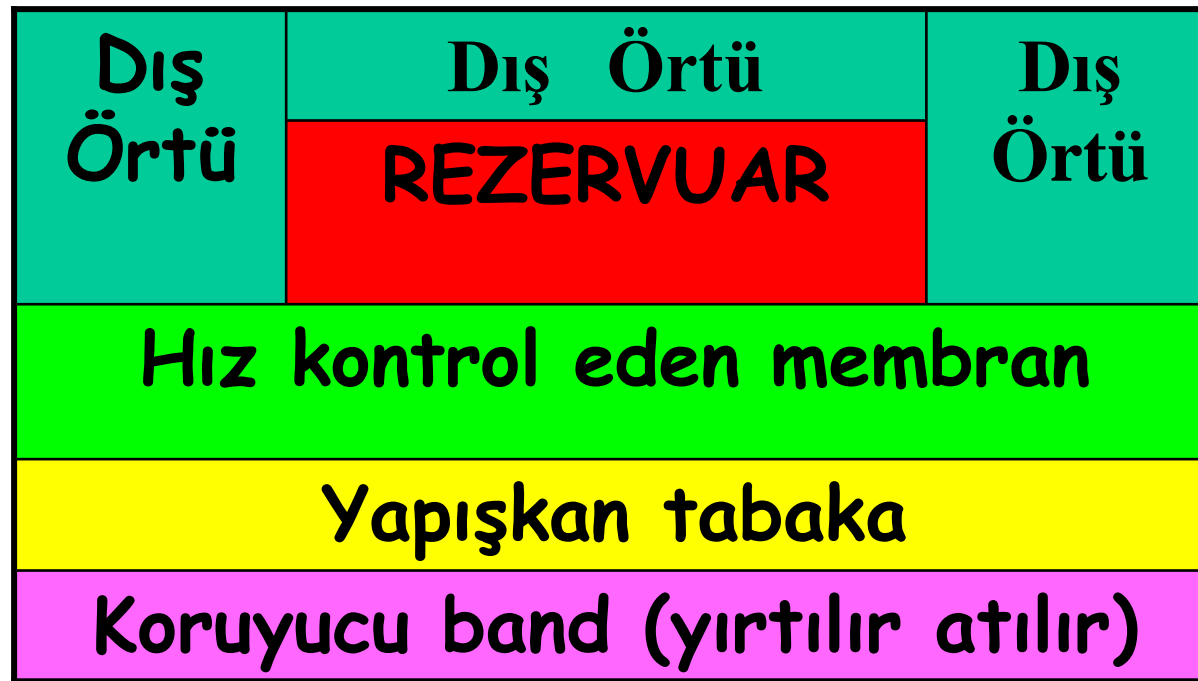 Dış
Örtü
Dış Örtü
Dış
Örtü
REZERVUAR
Hız kontrol eden membran
Yapışkan tabaka
Koruyucu band (yırtılır atılır)